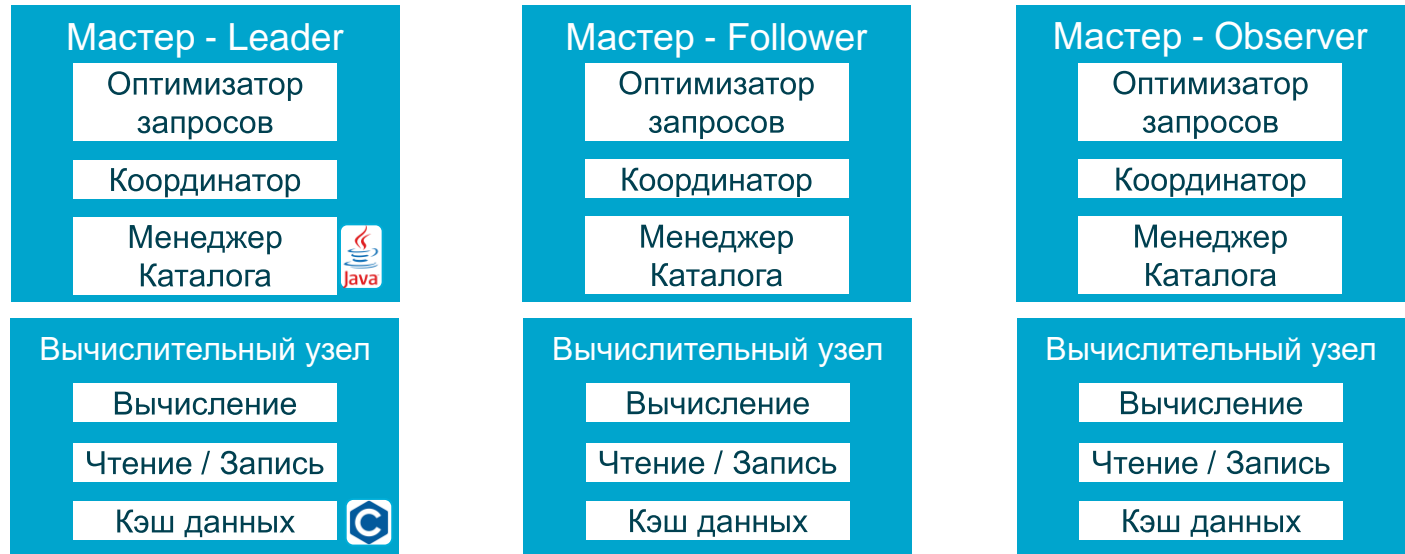 Мастер - Leader
Оптимизатор
запросов
Координатор
Менеджер
Каталога
Java
Мастер - Follower
Оптимизатор
запросов
Координатор
Менеджер
Каталога
Мастер - Observer
Оптимизатор
запросов
Координатор
Менеджер
Каталога
Вычислительный узел
Вычисление
Чтение / Запись
Кэш данных
C
Вычислительный узел
Вычисление
Чтение / Запись
Кэш данных
Вычислительный узел
Вычисление
Чтение / Запись
Кэш данных